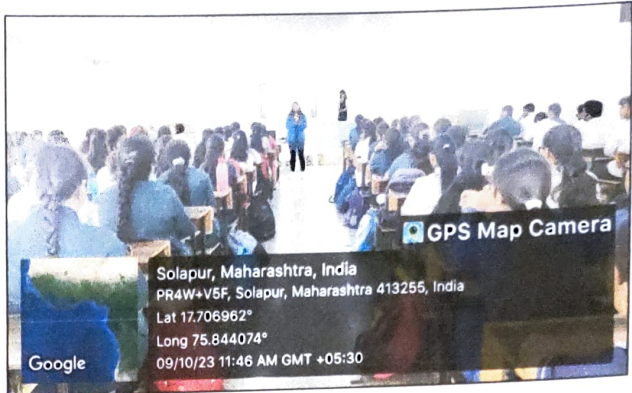 GPS Map Camera
Solapur, Maharashtra, India
PR4W+V5F, Solapur, Maharashtra 413255, India
Lat 17.706962°
Long 75.844074°
09/10/23 11:46 AM GMT +05:30
Google